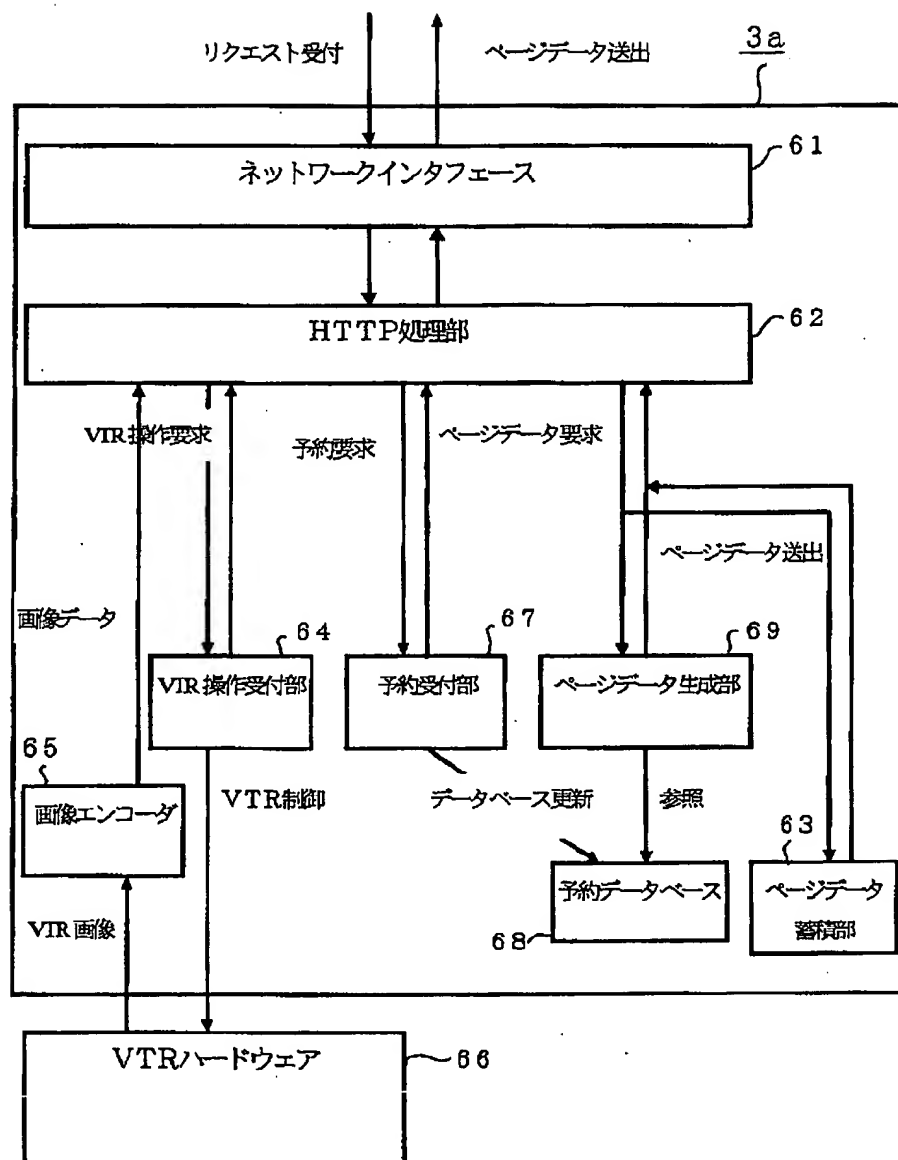 リクエスト受付
ページデータ送出
3a
ネットワークインタフェース
61
HTTP処理部
62
VTR操作要求
予約要求
ページデータ要求
ページデータ送出
画像データ
64
67
69
VTR操作受付部
予約受付部
ページデータ生成部
65
画像エンコーダ
VTR制御
データベース更新
参照
63
予約データベース
ページデータ
蓄積部
68
VTR画像
VTRハードウェア
66